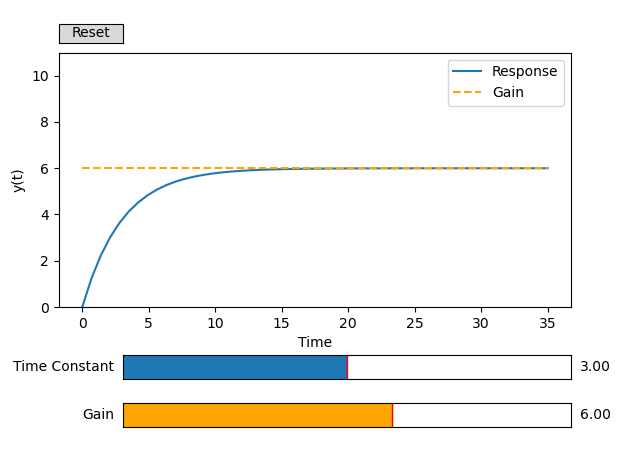 Reset
Response
Gain
10
8
6
4
2
0
y(t)
0 5 10 15 20 25 30 35
Time
Time Constant 3.00
Gain 6.00